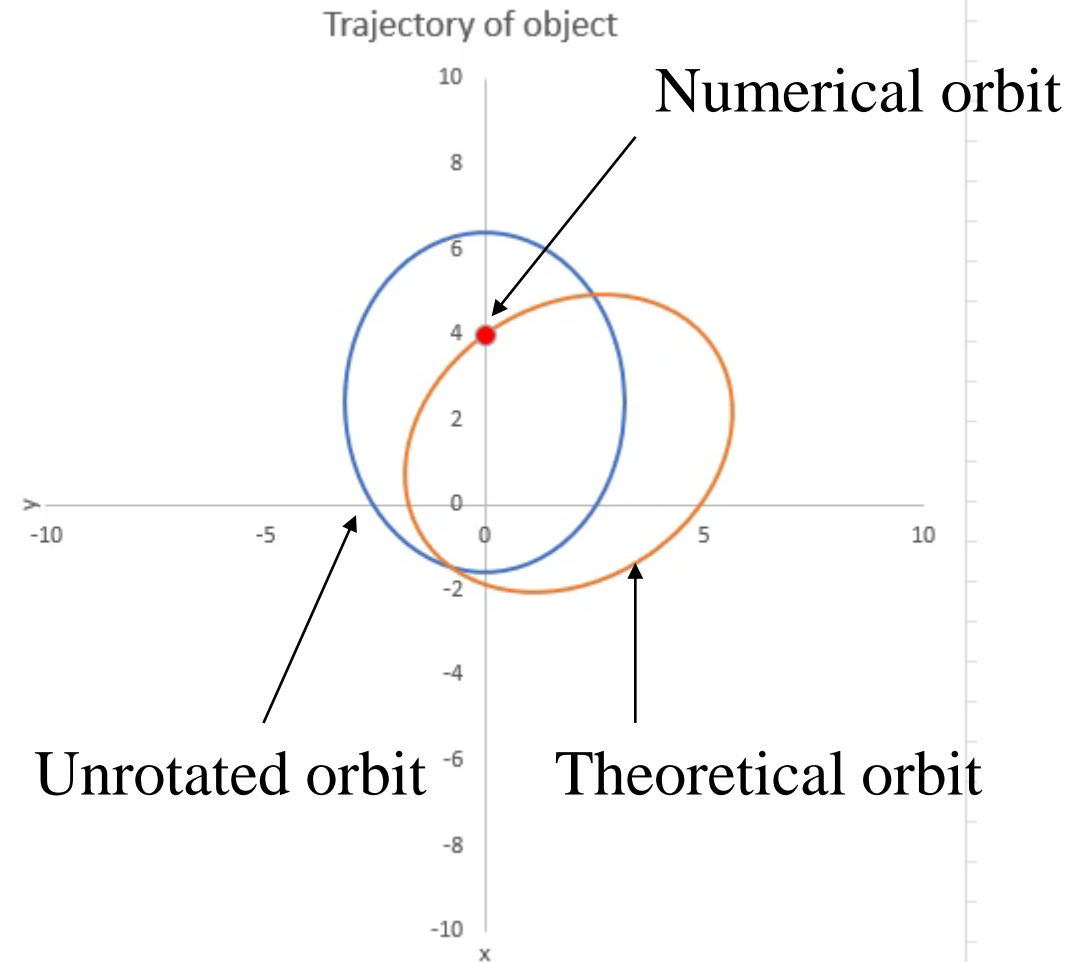 Trajectory of object
Numerical orbit
10
8
6
4
2
0
y
-10
-5
0
5
10
-2
-4
Unrotated orbit
-6
Theoretical orbit
-8
-10
x